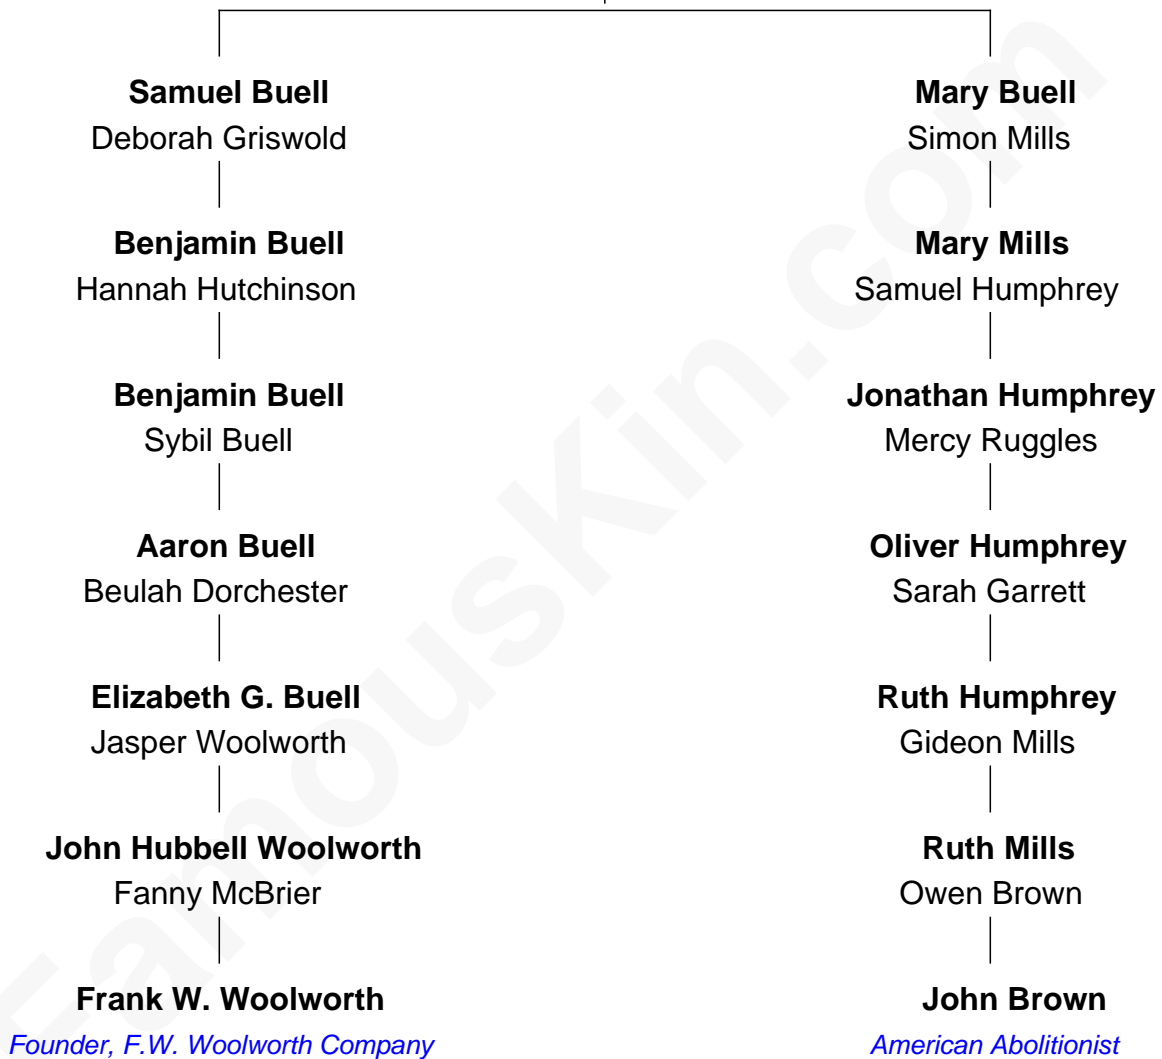 Samuel Buell
Deborah Griswold
Mary Buell
Simon Mills
Benjamin Buell
Hannah Hutchinson
Mary Mills
Samuel Humphrey
Benjamin Buell
Sybil Buell
Jonathan Humphrey
Mercy Ruggles
Aaron Buell
Beulah Dorchester
Oliver Humphrey
Sarah Garrett
Elizabeth G. Buell
Jasper Woolworth
Ruth Humphrey
Gideon Mills
John Hubbell Woolworth
Fanny McBrier
Ruth Mills
Owen Brown
Frank W. Woolworth
Founder, F.W. Woolworth Company
John Brown
American Abolitionist
FamousKin.com